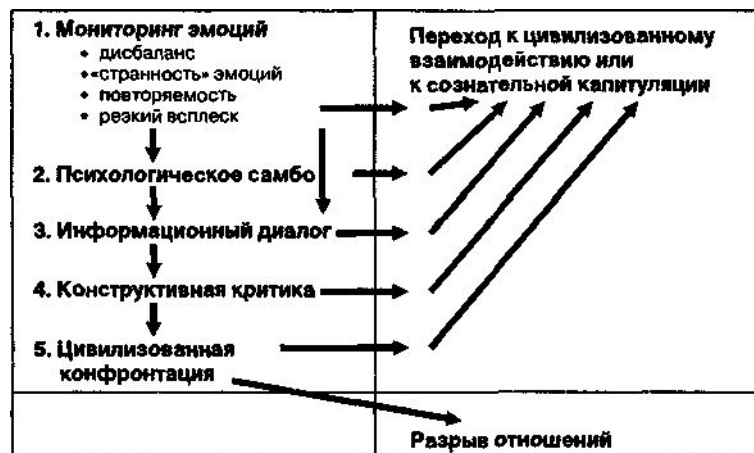 1. Мониторинг эмоций
• дисбаланс
•«странность» эмоций
• повторяемость
• резкий всплеск
2. Психологическое самбо
3. Информационный диалог
4. Конструктивная критика
5. Цивилизованная
конфронтация
Переход к цивилизованному
взаимодействию или
к сознательной капитуляции
Разрыв отношений